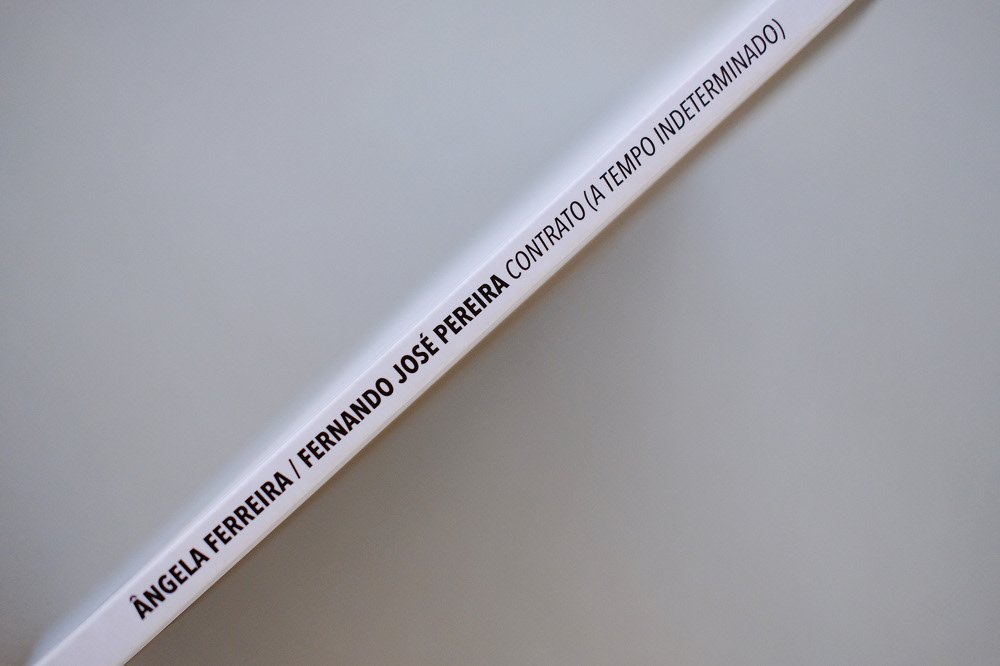 ÂNGELA FERREIRA / FERNANDO JOSÉ PEREIRA CONTRATO (A TEMPO INDETERMINADO)